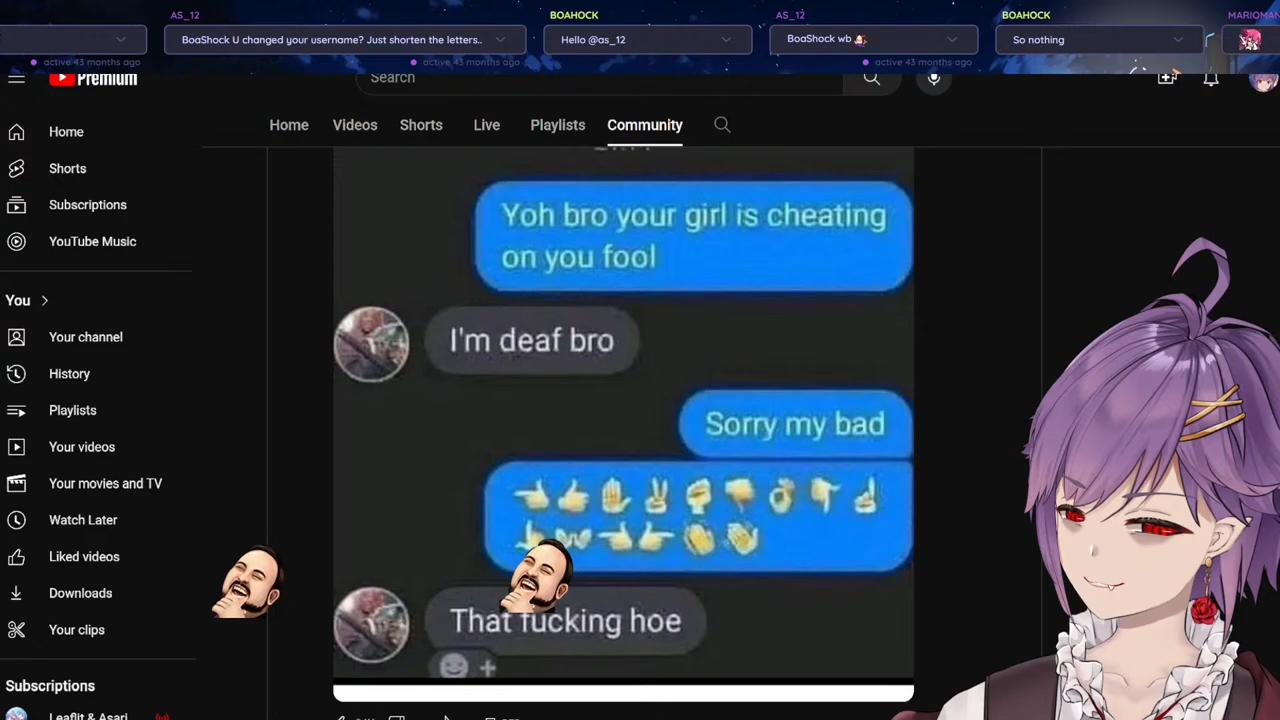 AS_12
BOAHOCK
AS_12
BOAHOCK
MARIOMAN
BoaShock U changed your username? Just shorten the letters..
Hello @as_12
BoaShock wb
So nothing
active 43 months ago
active 43 months ago
active 43 months ago
Premium
Search
Home
Videos
Shorts
Live
Playlists
Community
Home
Shorts
Subscriptions
YouTube Music
You
Your channel
History
Playlists
Your videos
Your movies and TV
Watch Later
Liked videos
Downloads
Your clips
Subscriptions
Leaflit & Asari
Yoh bro your girl is cheating
on you fool
I'm deaf bro
Sorry my bad
That fucking hoe